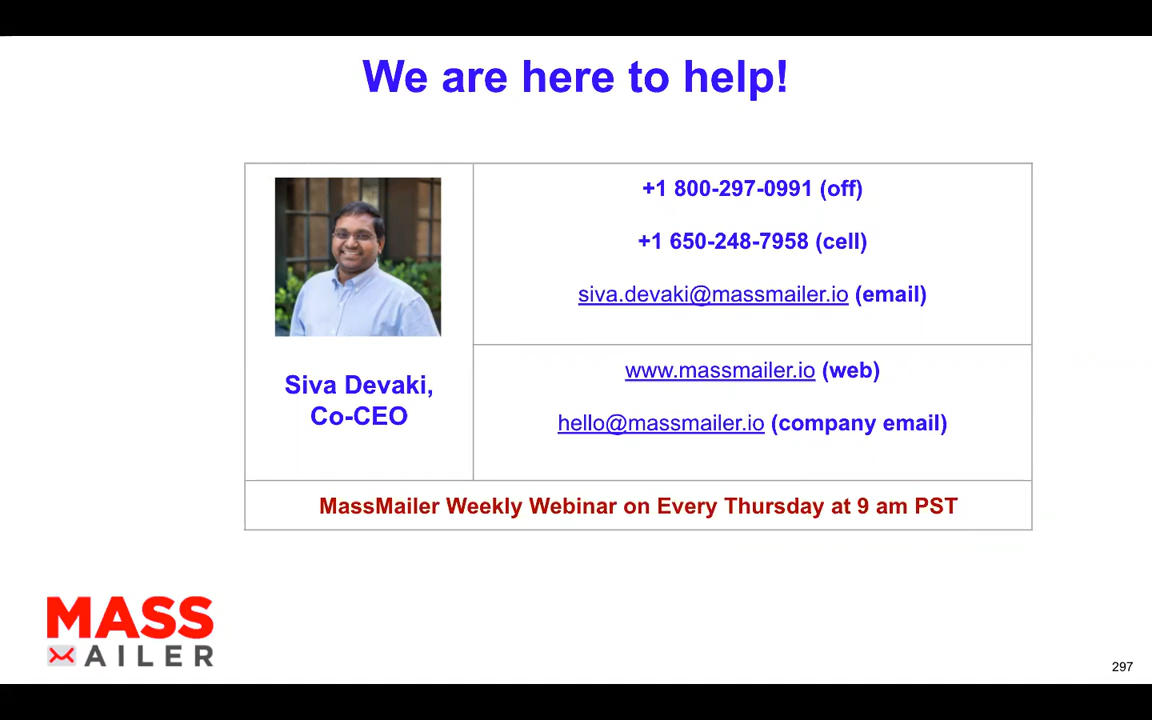 We are here to help!
+1 800-297-0991 (off)
+1 650-248-7958 (cell)
siva.devaki@massmailer.io (email)
Siva Devaki,
Co-CEO
www.massmailer.io (web)
hello@massmailer.io (company email)
MassMailer Weekly Webinar on Every Thursday at 9 am PST
MASS
AILER
297